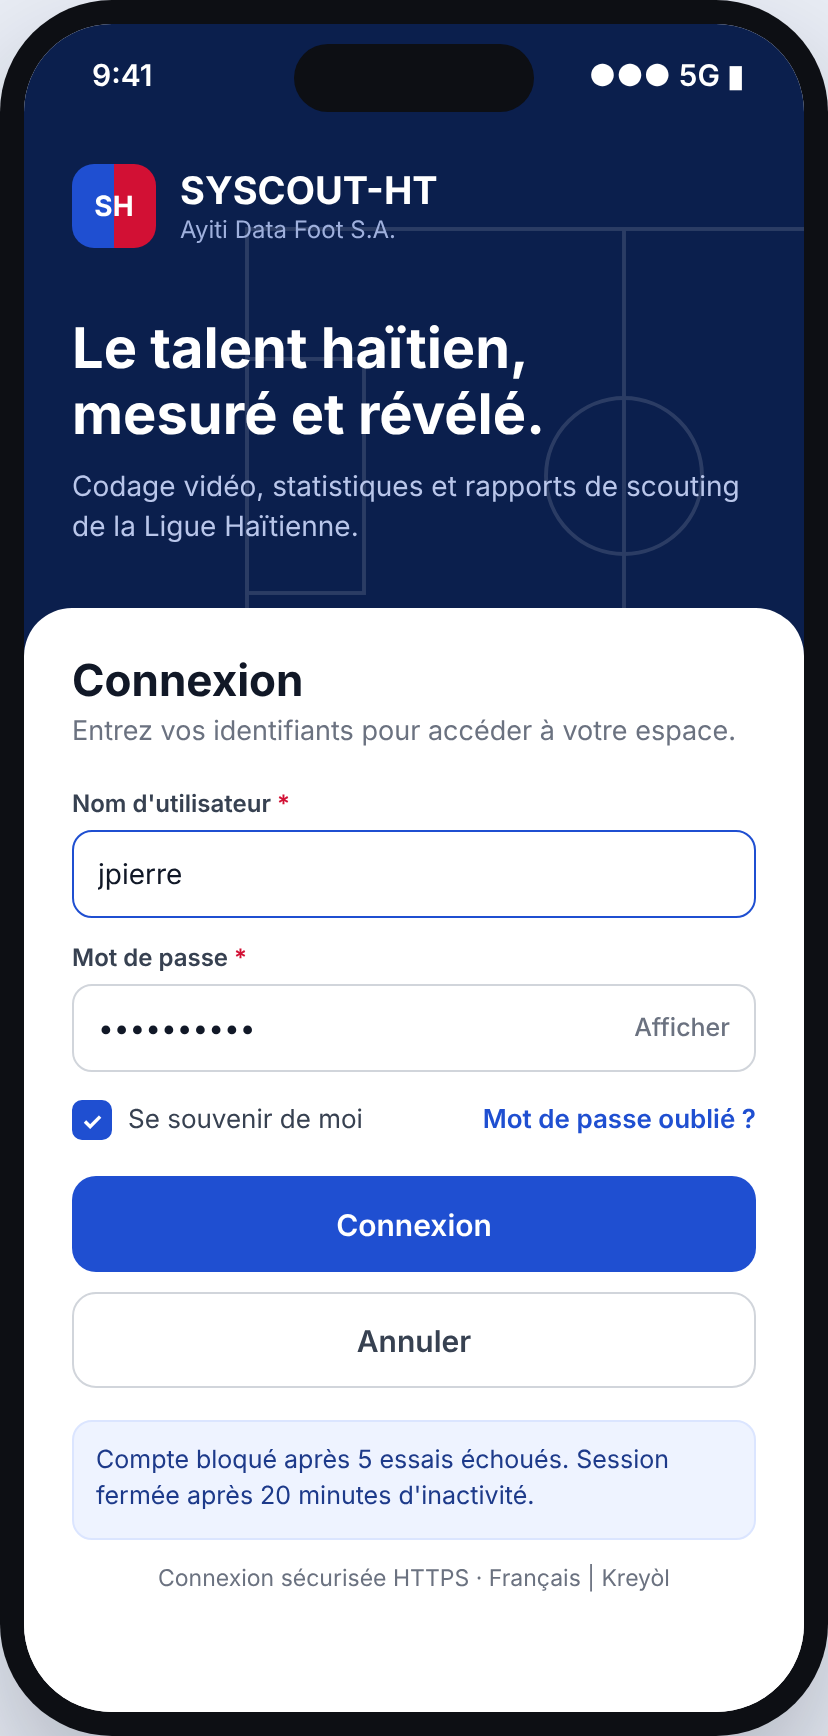 9:41
5G
SH
SYSCOUT-HT
Ayiti Data Foot S.A.
Le talent haïtien,
mesuré et révélé.
Codage vidéo, statistiques et rapports de scouting
de la Ligue Haïtienne.
Connexion
Entrez vos identifiants pour accéder à votre espace.
Nom d'utilisateur *
jpierre
Mot de passe *
•••••••••• Afficher
Se souvenir de moi Mot de passe oublié ?
Connexion
Annuler
Compte bloqué après 5 essais échoués. Session
fermée après 20 minutes d'inactivité.
Connexion sécurisée HTTPS · Français | Kreyòl